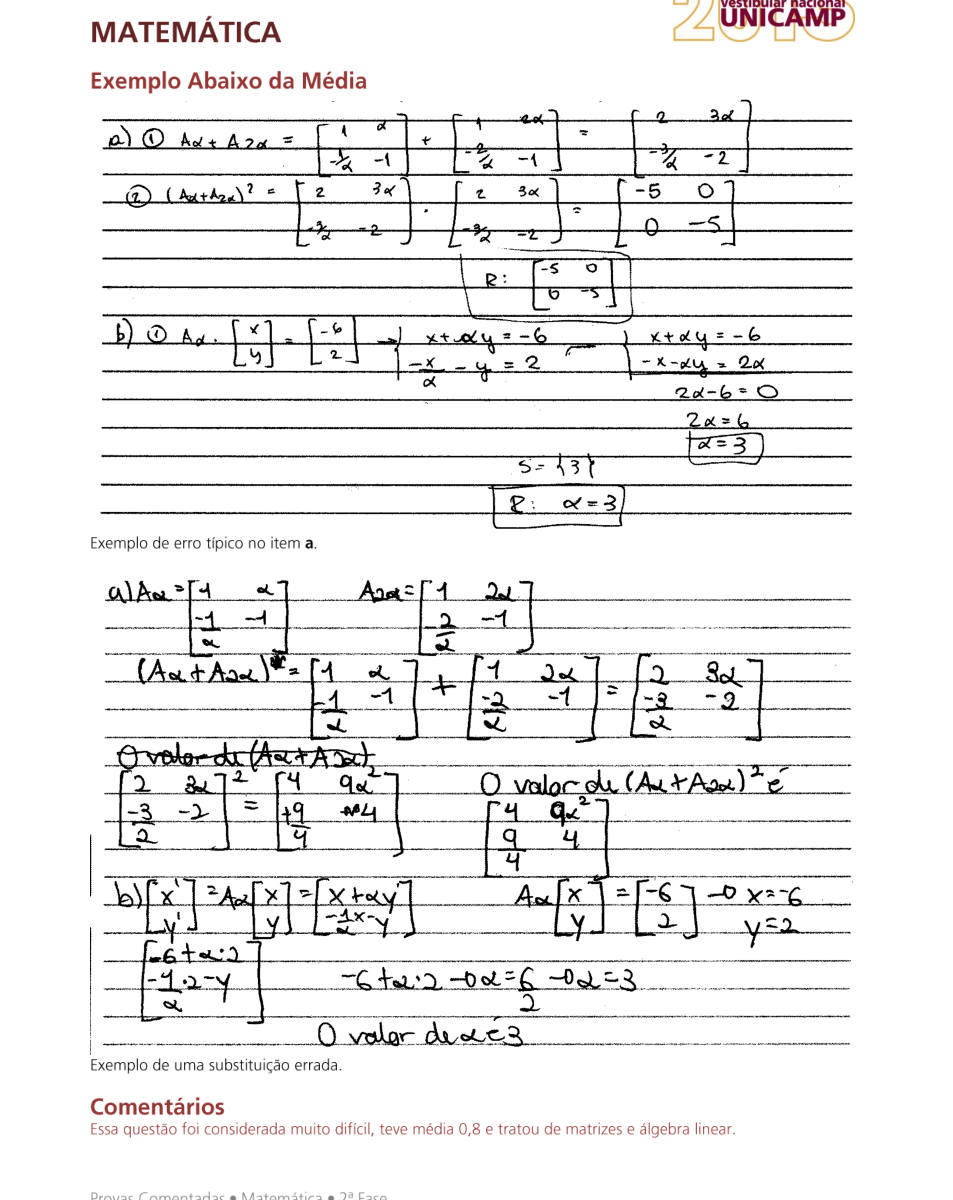 vestibular nacional
UNICAMP
MATEMÁTICA
Exemplo Abaixo da Média
a) ① Aα + A2α = [1 α; -1/α -1] + [1 2α; -2/α -1] = [2 3α; -3/α -2]
② (Aα+A2α)² = [2 3α; -3/α -2] · [2 3α; -3/α -2] = [-5 0; 0 -5]
R: [-5 0; 0 -5]
b) ① Aα · [x; y] = [-6; 2] → x + αy = -6 x + αy = -6
-x/α - y = 2 -x - αy = 2α
2α - 6 = 0
2α = 6
α = 3
S = {3}
R: α = 3
Exemplo de erro típico no item a.
a) Aα = [1 α; -1/α -1] A2α = [1 2α; -2/α -1]
(Aα + A2α) = [1 α; -1/α -1] + [1 2α; -2/α -1] = [2 3α; -3/α -2]
O valor de (Aα + A2α)
[2 3α; -3/2 -2]² = [4 9α²; +9/4 4] O valor de (Aα + A2α)² é
[4 9α²; 9/4 4]
b) [x'; y'] = Aα [x; y] = [x + αy; -1/α x - y] Aα [x; y] = [-6; 2] → x = -6
y = 2
[-6 + α·2; -1/α·2 - y] -6 + α·2 → α = 6/2 → α = 3
O valor de α é 3
Exemplo de uma substituição errada.
Comentários
Essa questão foi considerada muito difícil, teve média 0,8 e tratou de matrizes e álgebra linear.
Provas Comentadas • Matemática • 2ª Fase